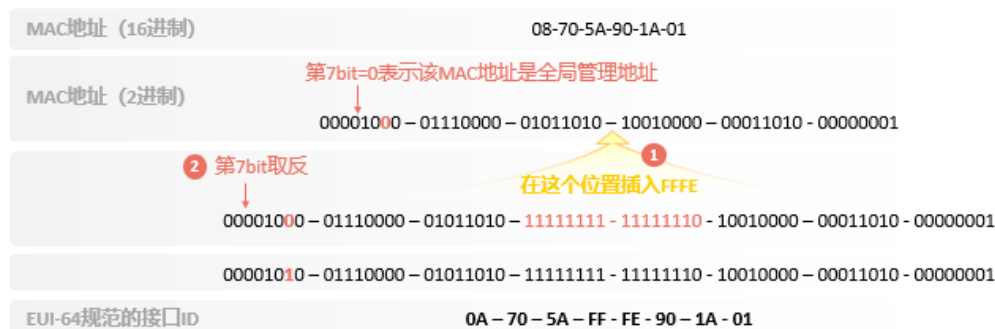 MAC地址（16进制） 08-70-5A-90-1A-01
第7bit=0表示该MAC地址是全局管理地址
MAC地址（2进制）
00001000 – 01110000 – 01011010 – 10010000 – 00011010 - 00000001
② 第7bit取反
①
在这个位置插入FFFE
00001000 – 01110000 – 01011010 – 11111111 - 11111110 - 10010000 – 00011010 - 00000001
00001010 – 01110000 – 01011010 – 11111111 - 11111110 - 10010000 – 00011010 - 00000001
EUI-64规范的接口ID 0A – 70 – 5A – FF - FE - 90 – 1A - 01